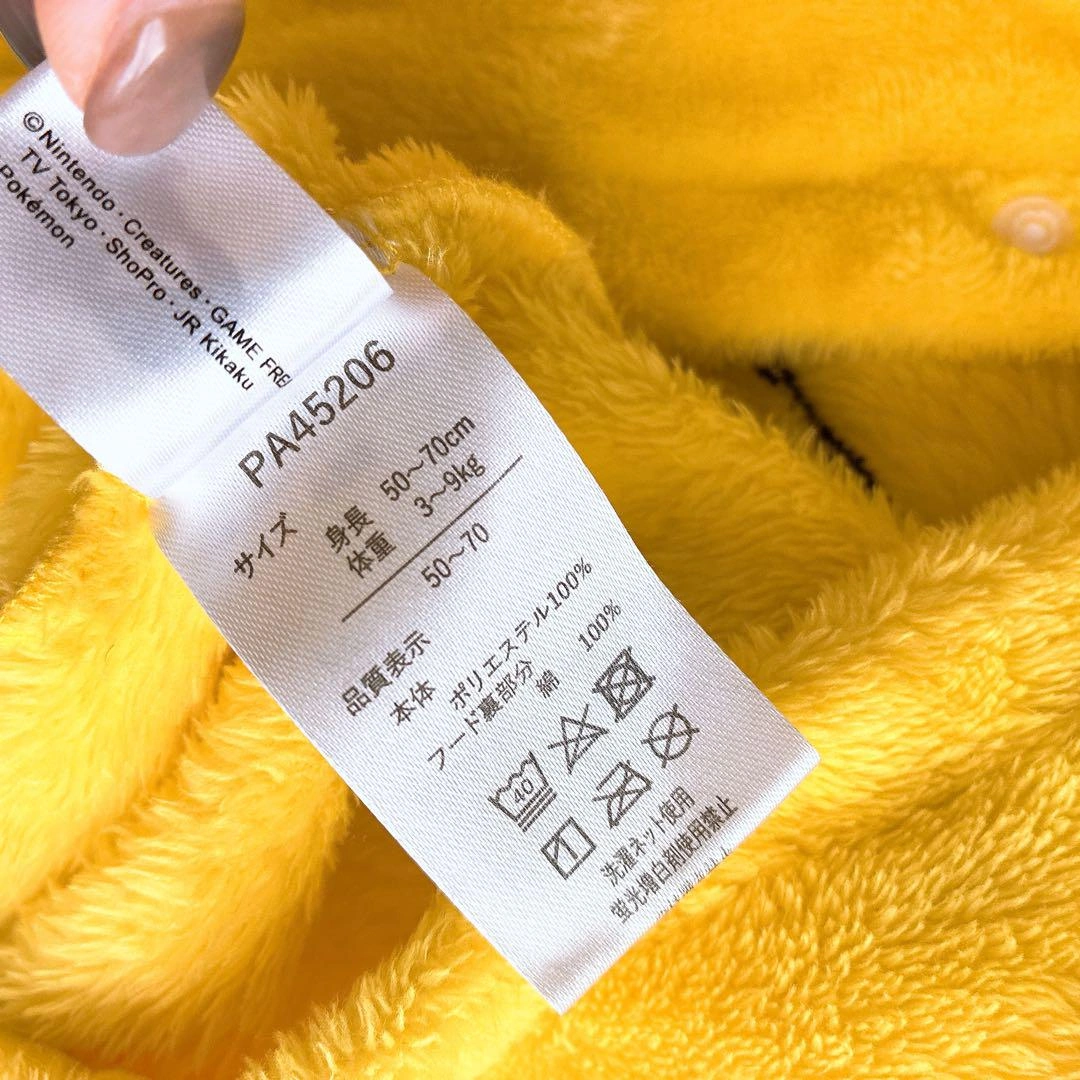 ©Nintendo・Creatures・GAME
TV Tokyo・ShoPro・JR Kikaku
Pokémon
PA45206
サイズ 身長 50～70cm
体重 3～9kg
50～70
品質表示
本体 ポリエステル100%
フード裏部分 綿 100%
40
洗濯ネット使用
蛍光増白剤使用禁止